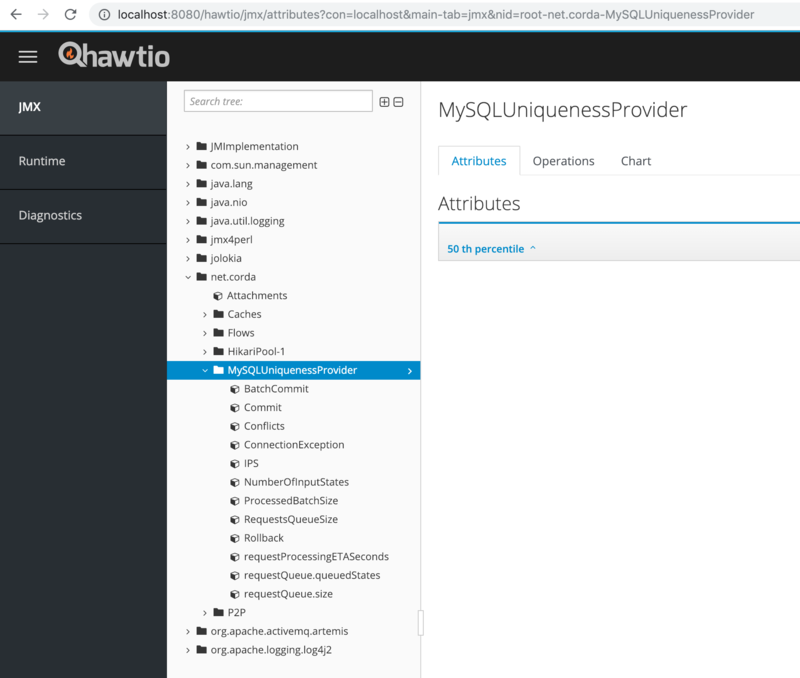 localhost:8080/hawtio/jmx/attributes?con=localhost&main-tab=jmx&nid=root-net.corda-MySQLUniquenessProvider
hawtio
JMX
Runtime
Diagnostics
Search tree:
JMImplementation
com.sun.management
java.lang
java.nio
java.util.logging
jmx4perl
jolokia
net.corda
Attachments
Caches
Flows
HikariPool-1
MySQLUniquenessProvider
BatchCommit
Commit
Conflicts
ConnectionException
IPS
NumberOfInputStates
ProcessedBatchSize
RequestsQueueSize
Rollback
requestProcessingETASeconds
requestQueue.queuedStates
requestQueue.size
P2P
org.apache.activemq.artemis
org.apache.logging.log4j2
MySQLUniquenessProvider
Attributes Operations Chart
Attributes
50 th percentile